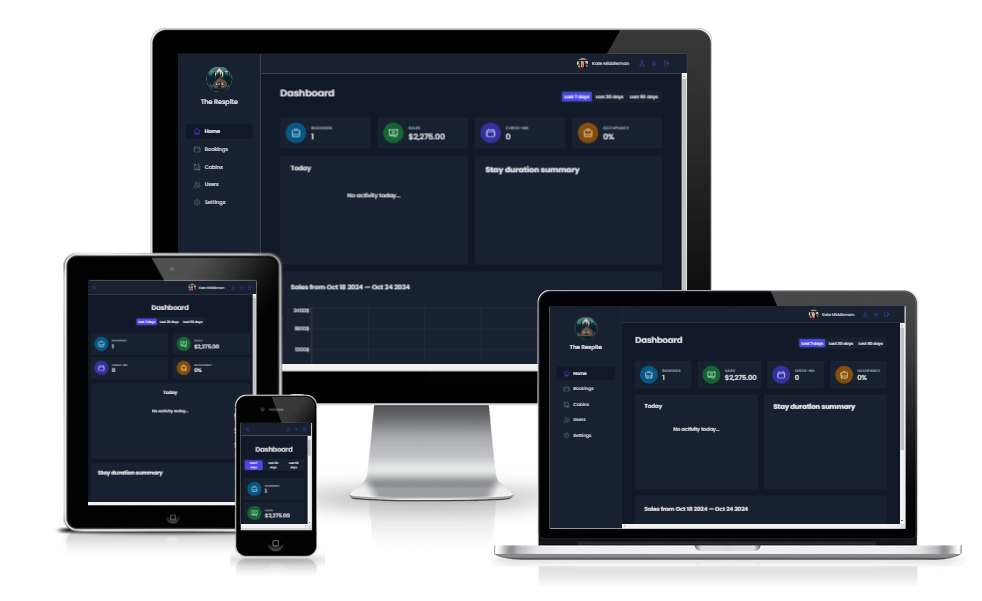 Kate Middleman
The Respite
Home
Bookings
Cabins
Users
Settings
Dashboard
Last 7 days Last 30 days Last 90 days
BOOKINGS
1
SALES
$2,275.00
CHECK-INS
0
OCCUPANCY
0%
Today
No activity today...
Stay duration summary
Sales from Oct 18 2024 — Oct 24 2024
2400$
1800$
1200$
Kate Middleman
Dashboard
Last 7 days Last 30 days Last 90 days
BOOKINGS
1
SALES
$2,275.00
CHECK-INS
0
OCCUPANCY
0%
Today
No activity today...
Stay duration summary
Dashboard
Last 7
days
Last 30
days
Last 90
days
BOOKINGS
1
SALES
$2,275.00
Kate Middleman
The Respite
Home
Bookings
Cabins
Users
Settings
Dashboard
Last 7 days Last 30 days Last 90 days
BOOKINGS
1
SALES
$2,275.00
CHECK-INS
0
OCCUPANCY
0%
Today
No activity today...
Stay duration summary
Sales from Oct 18 2024 — Oct 24 2024